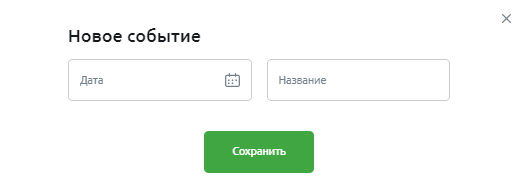 Новое событие
Дата
Название
Сохранить